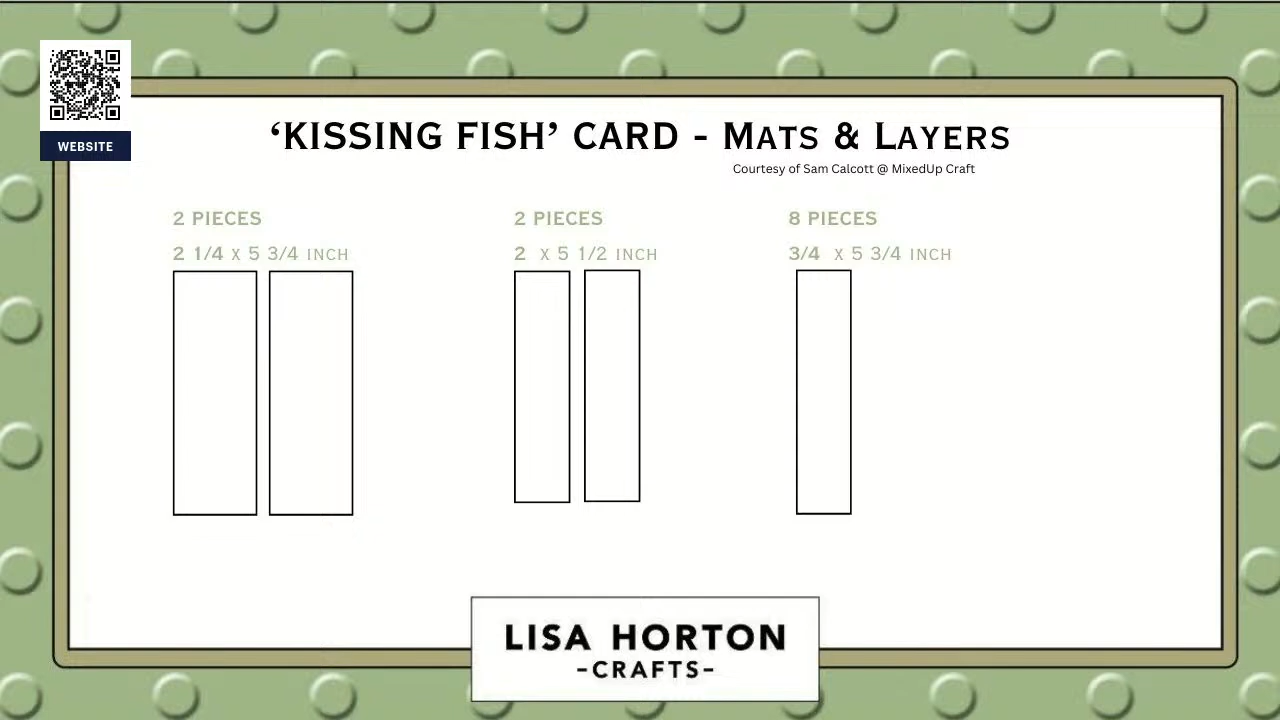 WEBSITE
‘KISSING FISH’ CARD - MATS & LAYERS
Courtesy of Sam Calcott @ MixedUp Craft
2 PIECES
2 1/4 X 5 3/4 INCH
2 PIECES
2 X 5 1/2 INCH
8 PIECES
3/4 X 5 3/4 INCH
LISA HORTON
-CRAFTS-